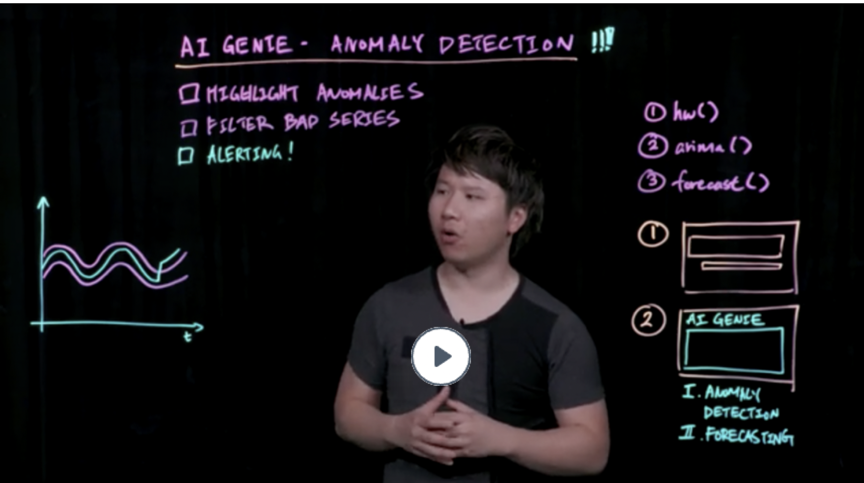 AI GENIE - ANOMALY DETECTION !!!
HIGHLIGHT ANOMALIES
FILTER BAD SERIES
ALERTING!
t
① hw()
② arima()
③ forecast()
①
②
AI GENIE
I. ANOMALY
DETECTION
II. FORECASTING